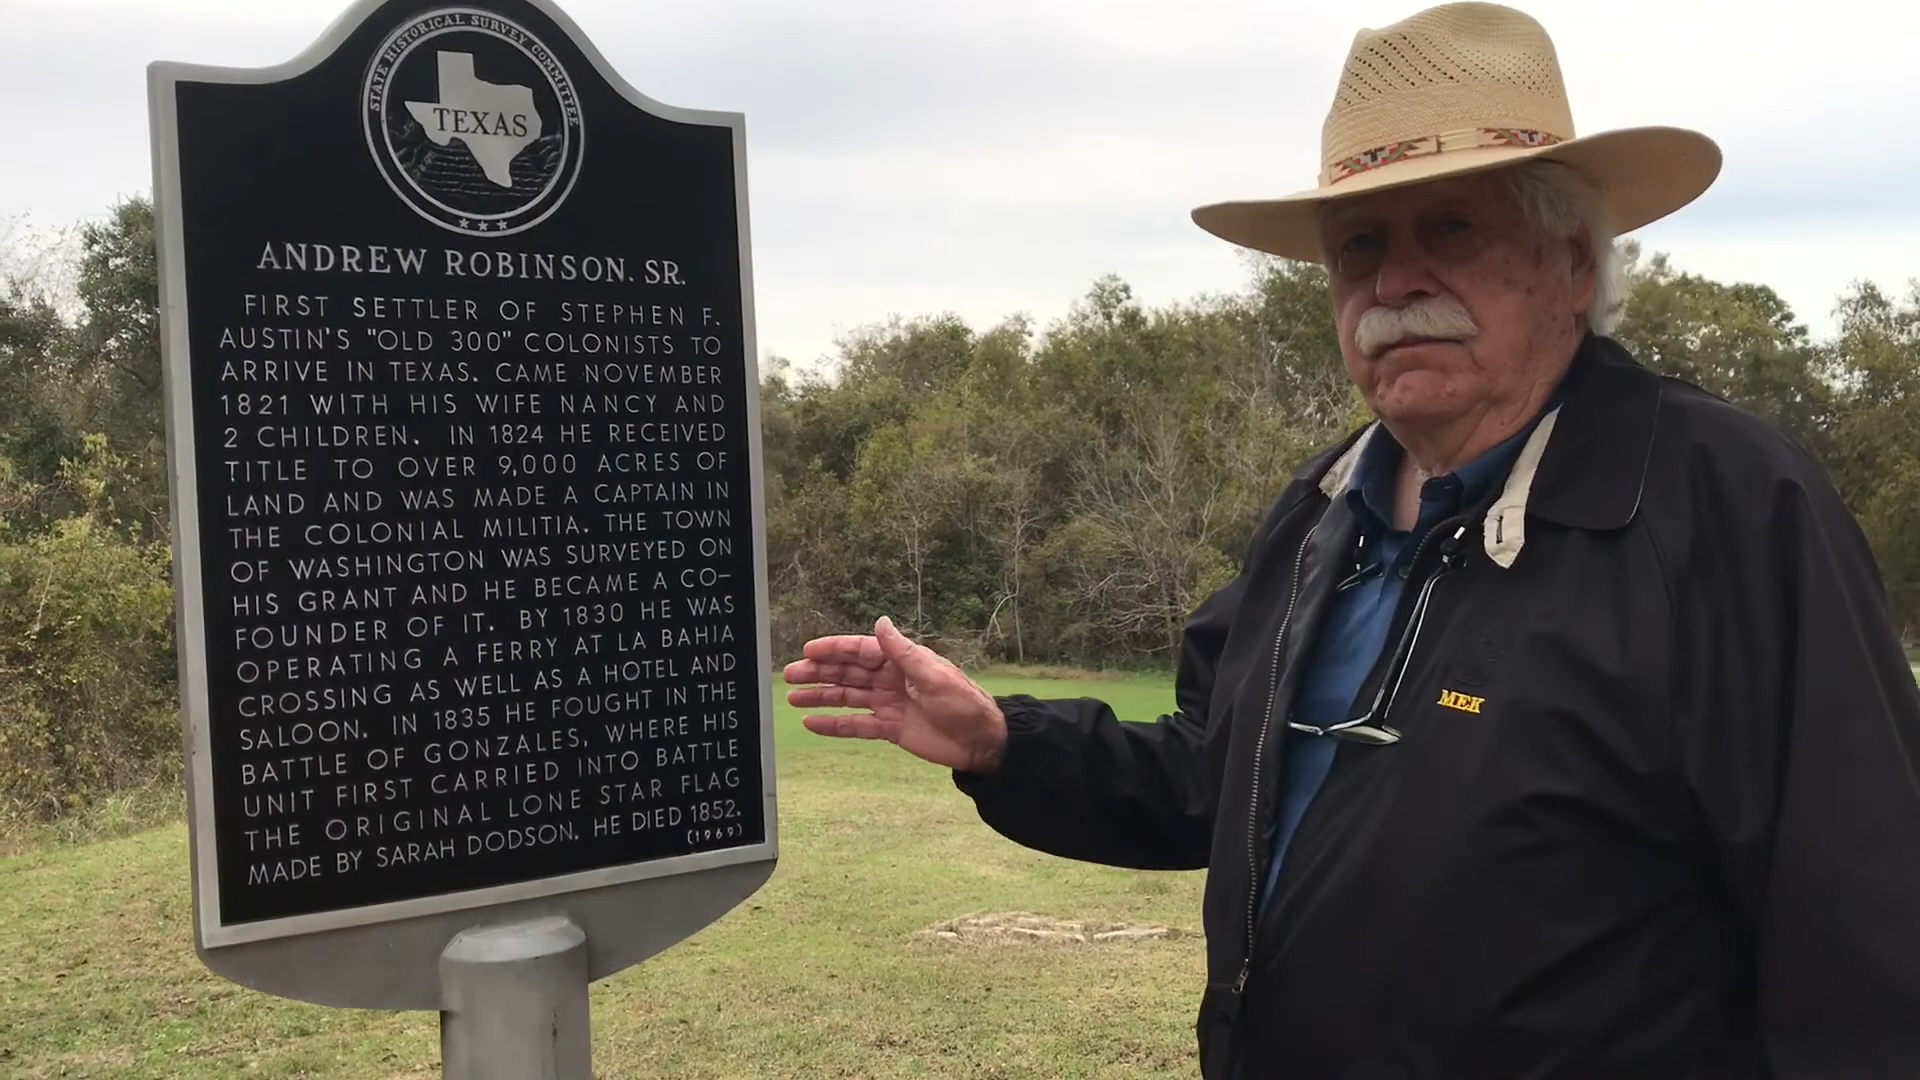 STATE HISTORICAL SURVEY COMMITTEE
TEXAS
ANDREW ROBINSON, SR.
FIRST SETTLER OF STEPHEN F.
AUSTIN'S "OLD 300" COLONISTS TO
ARRIVE IN TEXAS. CAME NOVEMBER
1821 WITH HIS WIFE NANCY AND
2 CHILDREN. IN 1824 HE RECEIVED
TITLE TO OVER 9,000 ACRES OF
LAND AND WAS MADE A CAPTAIN IN
THE COLONIAL MILITIA. THE TOWN
OF WASHINGTON WAS SURVEYED ON
HIS GRANT AND HE BECAME A CO-
FOUNDER OF IT. BY 1830 HE WAS
OPERATING A FERRY AT LA BAHIA
CROSSING AS WELL AS A HOTEL AND
SALOON. IN 1835 HE FOUGHT IN THE
BATTLE OF GONZALES, WHERE HIS
UNIT FIRST CARRIED INTO BATTLE
THE ORIGINAL LONE STAR FLAG
MADE BY SARAH DODSON. HE DIED 1852.
(1969)
MEK